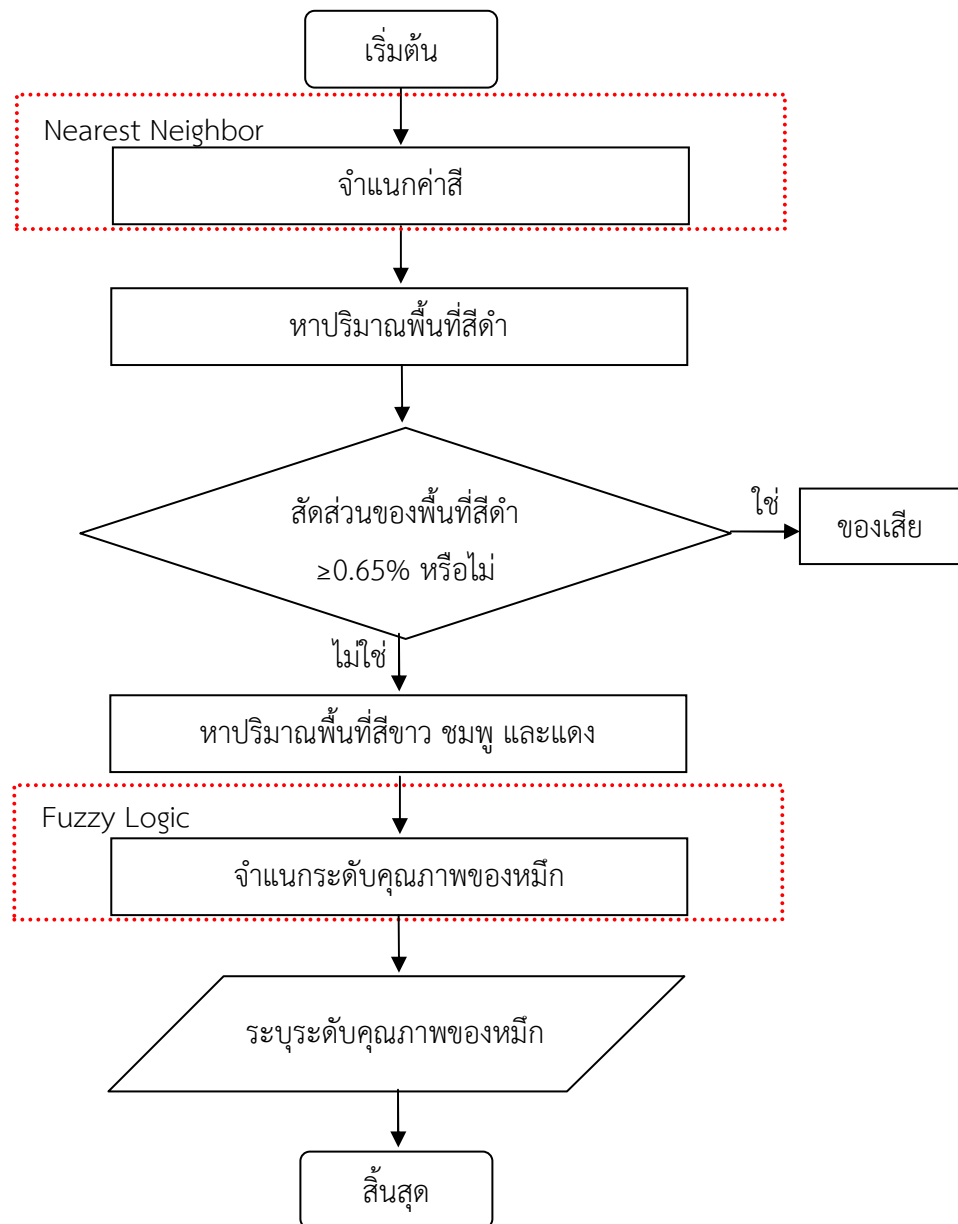 เริ่มต้น
Nearest Neighbor
จำแนกค่าสี
หาปริมาณพื้นที่สีดำ
สัดส่วนของพื้นที่สีดำ
≥0.65% หรือไม่
ใช่
ของเสีย
ไม่ใช่
หาปริมาณพื้นที่สีขาว ชมพู และแดง
Fuzzy Logic
จำแนกระดับคุณภาพของหมึก
ระบุระดับคุณภาพของหมึก
สิ้นสุด